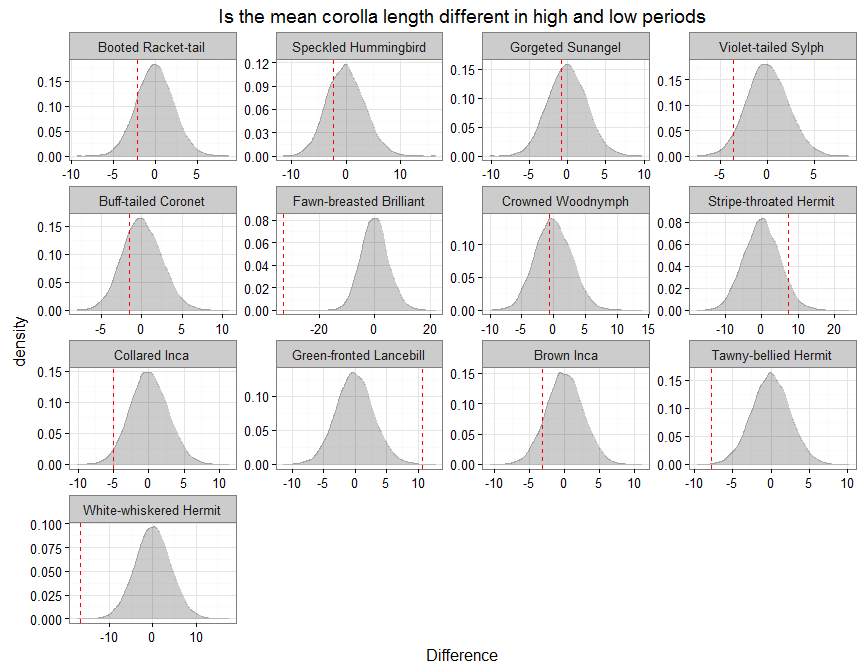 Is the mean corolla length different in high and low periods
Booted Racket-tail Speckled Hummingbird Gorgeted Sunangel Violet-tailed Sylph
0.15 0.10 0.05 0.00
0.12 0.09 0.06 0.03 0.00
0.15 0.10 0.05 0.00
0.15 0.10 0.05 0.00
-10 -5 0 5
-10 0 10
-10 -5 0 5 10
-5 0 5
Buff-tailed Coronet Fawn-breasted Brilliant Crowned Woodnymph Stripe-throated Hermit
0.15 0.10 0.05 0.00
0.08 0.06 0.04 0.02 0.00
0.10 0.05 0.00
0.08 0.06 0.04 0.02 0.00
-5 0 5 10
-20 0 20
-10 -5 0 5 10 15
-10 0 10 20
density
Collared Inca Green-fronted Lancebill Brown Inca Tawny-bellied Hermit
0.15 0.10 0.05 0.00
0.10 0.05 0.00
0.15 0.10 0.05 0.00
0.15 0.10 0.05 0.00
-10 -5 0 5 10
-10 -5 0 5 10
-10 -5 0 5 10
-10 -5 0 5 10
White-whiskered Hermit
0.100 0.075 0.050 0.025 0.000
-10 0 10
Difference